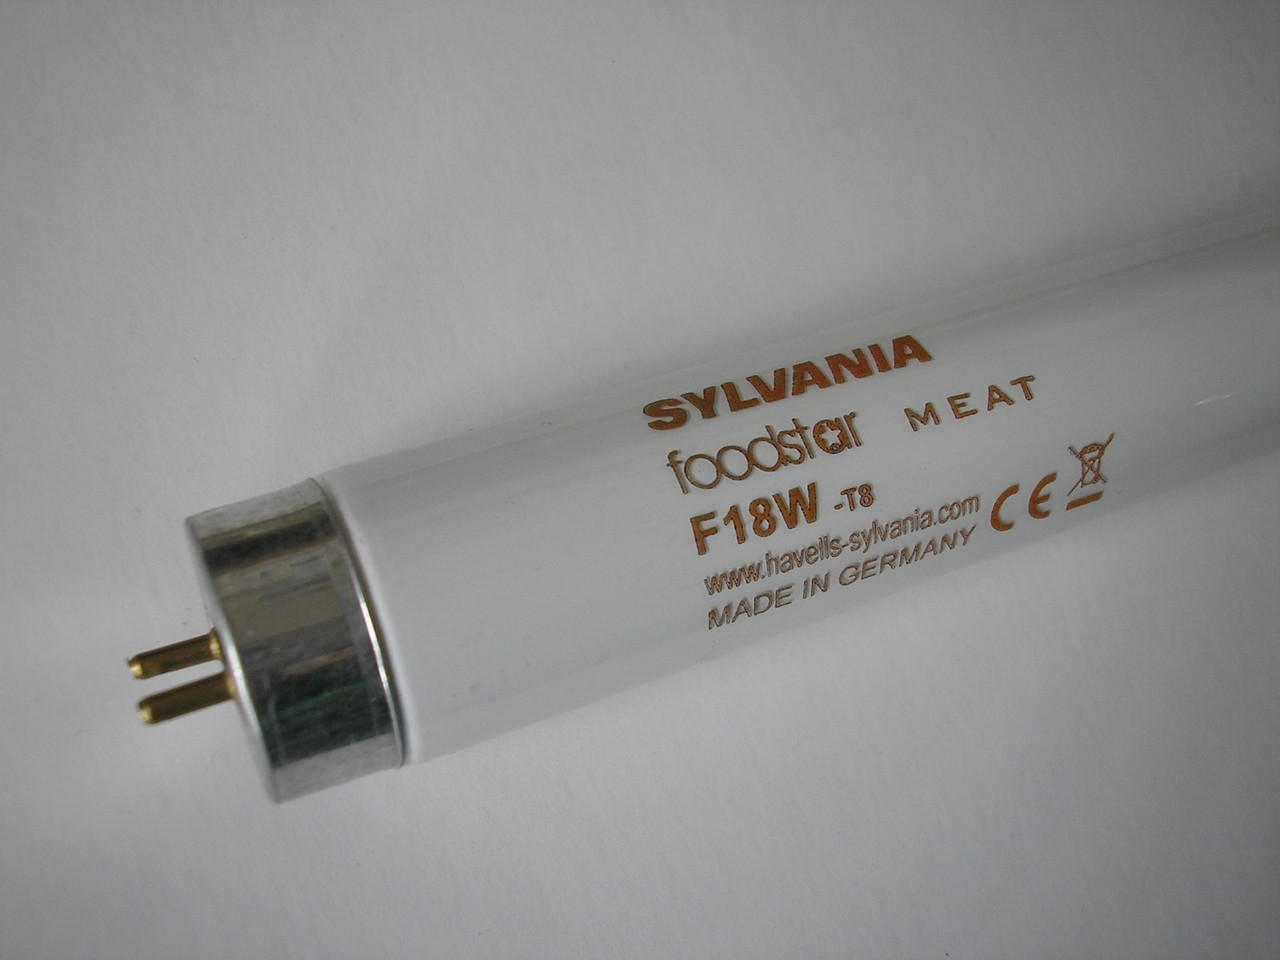 SYLVANIA
foodstar MEAT
F18W -T8
www.havells-sylvania.com CE
MADE IN GERMANY